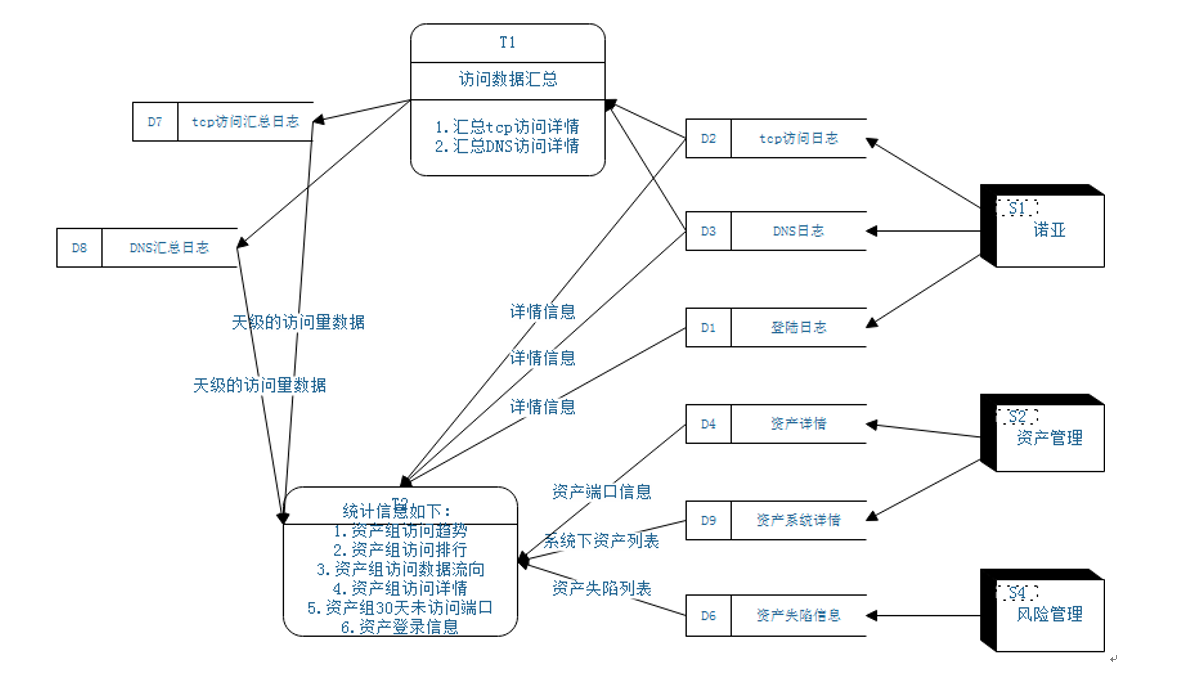 T1
访问数据汇总
1.汇总tcp访问详情
2.汇总DNS访问详情
D7 tcp访问汇总日志
D2 tcp访问日志
S1
诺亚
D3 DNS日志
D8 DNS汇总日志
详情信息
天级的访问量数据
D1 登陆日志
详情信息
天级的访问量数据
详情信息
S2
资产管理
D4 资产详情
资产端口信息
T2
统计信息如下:
1.资产组访问趋势
2.资产组访问排行
3.资产组访问数据流向
4.资产组访问详情
5.资产组30天未访问端口
6.资产登录信息
D9 资产系统详情
系统下资产列表
资产失陷列表
S4
风险管理
D6 资产失陷信息